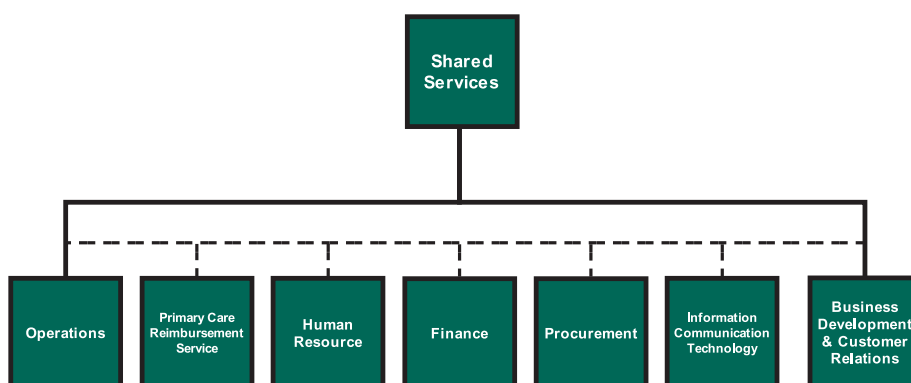 Shared
Services
Operations
Primary Care
Reimbursement
Service
Human
Resource
Finance
Procurement
Information
Communication
Technology
Business
Development
& Customer
Relations